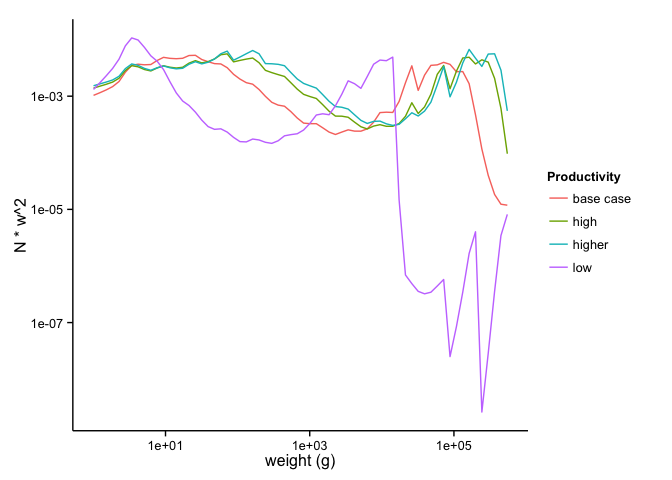 N * w^2
1e-03
1e-05
1e-07
1e+01
1e+03
1e+05
weight (g)
Productivity
base case
high
higher
low